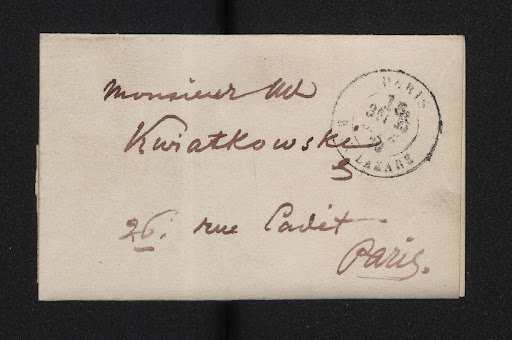 Monsieur
Kwiatkowski
26. rue Cadet
Paris.
PARIS
LAZARE